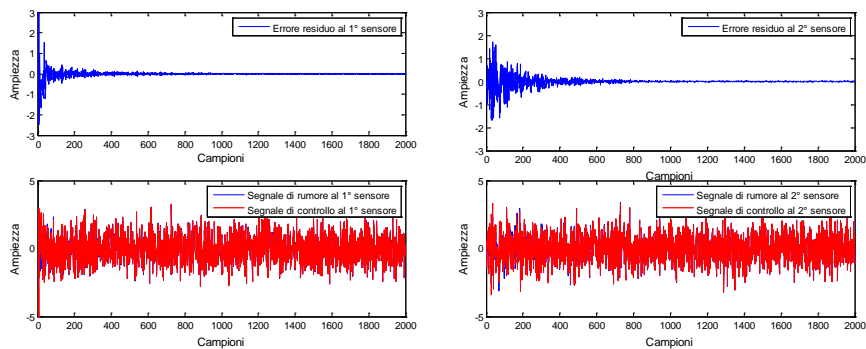 3
2
1
0
-1
-2
-3
0 200 400 600 800 1000 1200 1400 1600 1800 2000
Campioni
Ampiezza
Errore residuo al 1° sensore
3
2
1
0
-1
-2
-3
0 200 400 600 800 1000 1200 1400 1600 1800 2000
Campioni
Ampiezza
Errore residuo al 2° sensore
5
0
-5
0 200 400 600 800 1000 1200 1400 1600 1800 2000
Campioni
Ampiezza
Segnale di rumore al 1° sensore
Segnale di controllo al 1° sensore
5
0
-5
0 200 400 600 800 1000 1200 1400 1600 1800 2000
Campioni
Ampiezza
Segnale di rumore al 2° sensore
Segnale di controllo al 2° sensore